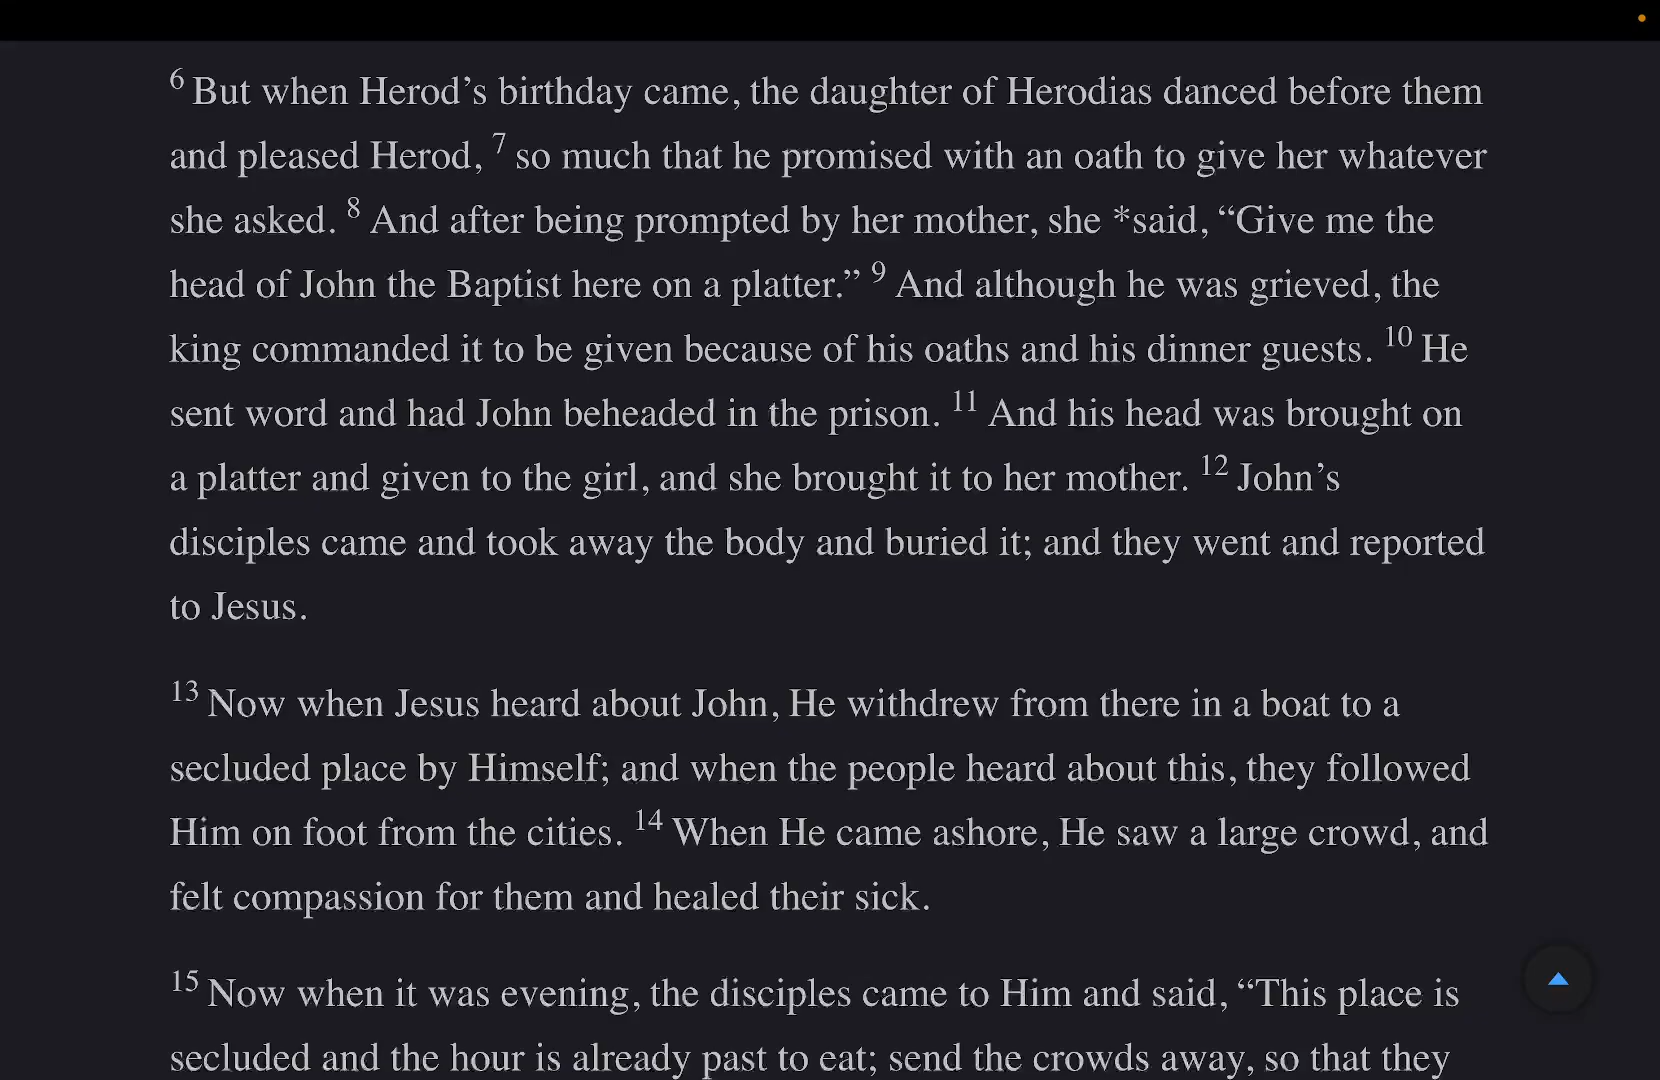 6 But when Herod’s birthday came, the daughter of Herodias danced before them
and pleased Herod, 7 so much that he promised with an oath to give her whatever
she asked. 8 And after being prompted by her mother, she *said, “Give me the
head of John the Baptist here on a platter.” 9 And although he was grieved, the
king commanded it to be given because of his oaths and his dinner guests. 10 He
sent word and had John beheaded in the prison. 11 And his head was brought on
a platter and given to the girl, and she brought it to her mother. 12 John’s
disciples came and took away the body and buried it; and they went and reported
to Jesus.
13 Now when Jesus heard about John, He withdrew from there in a boat to a
secluded place by Himself; and when the people heard about this, they followed
Him on foot from the cities. 14 When He came ashore, He saw a large crowd, and
felt compassion for them and healed their sick.
15 Now when it was evening, the disciples came to Him and said, “This place is
secluded and the hour is already past to eat; send the crowds away, so that they